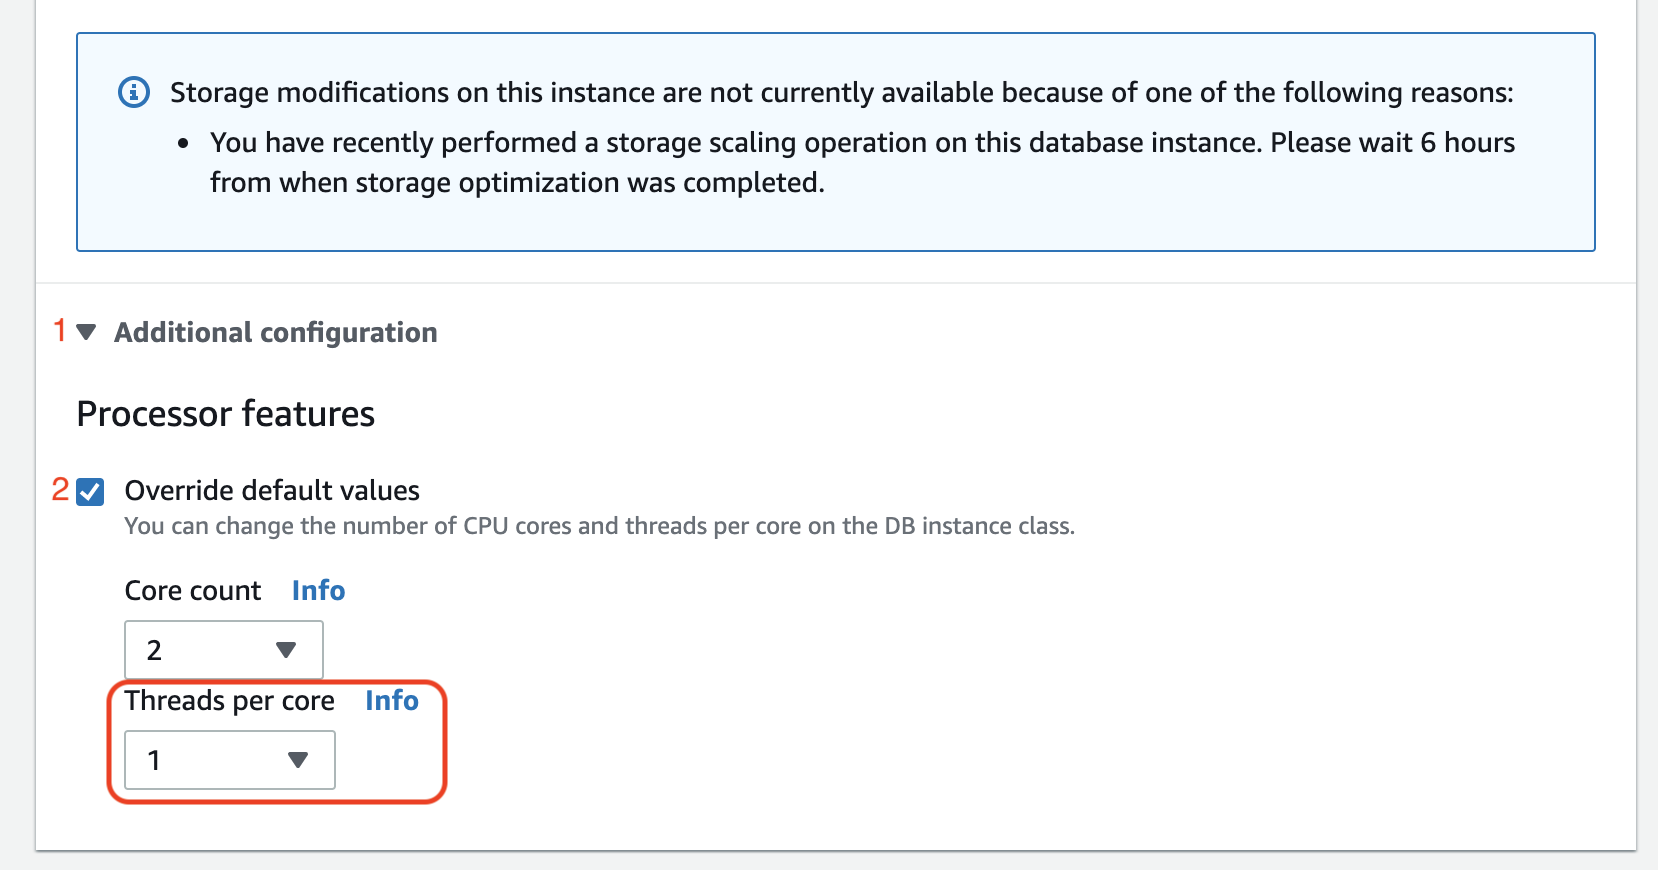 Storage modifications on this instance are not currently available because of one of the following reasons:
• You have recently performed a storage scaling operation on this database instance. Please wait 6 hours
from when storage optimization was completed.
1 Additional configuration
Processor features
2 Override default values
You can change the number of CPU cores and threads per core on the DB instance class.
Core count Info
2
Threads per core Info
1